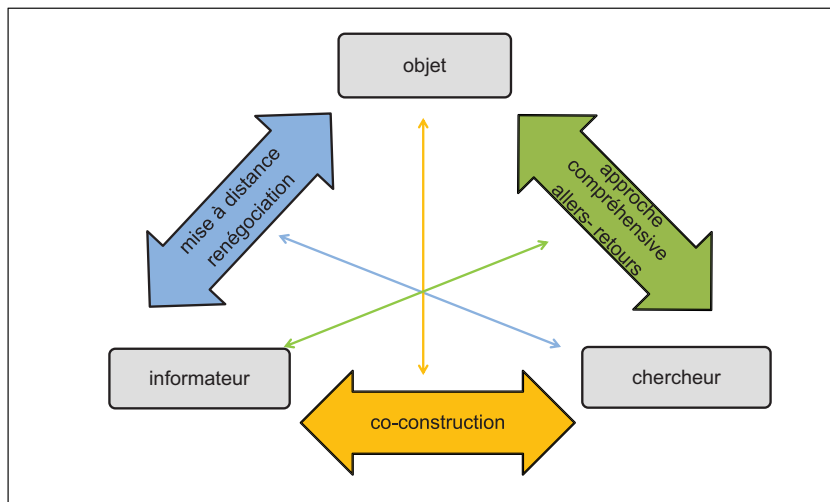 objet
mise à distance
renégociation
approche
compréhensive
allers- retours
informateur
chercheur
co-construction